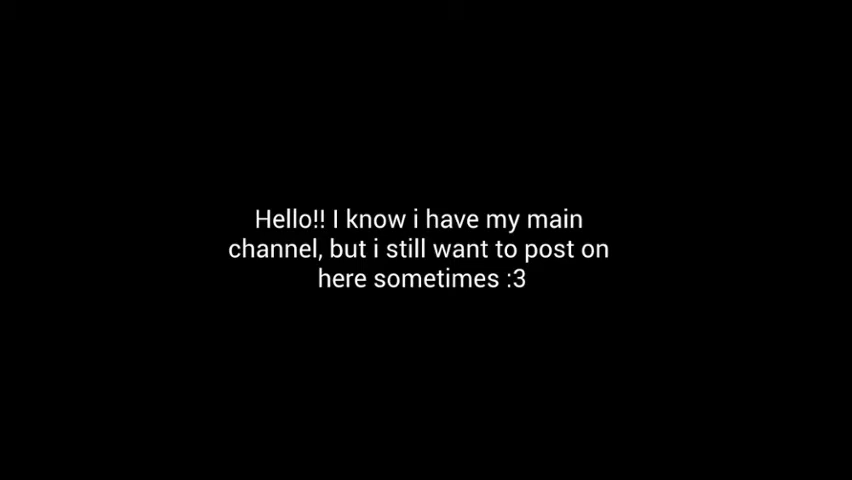 Hello!! I know i have my main
channel, but i still want to post on
here sometimes :3